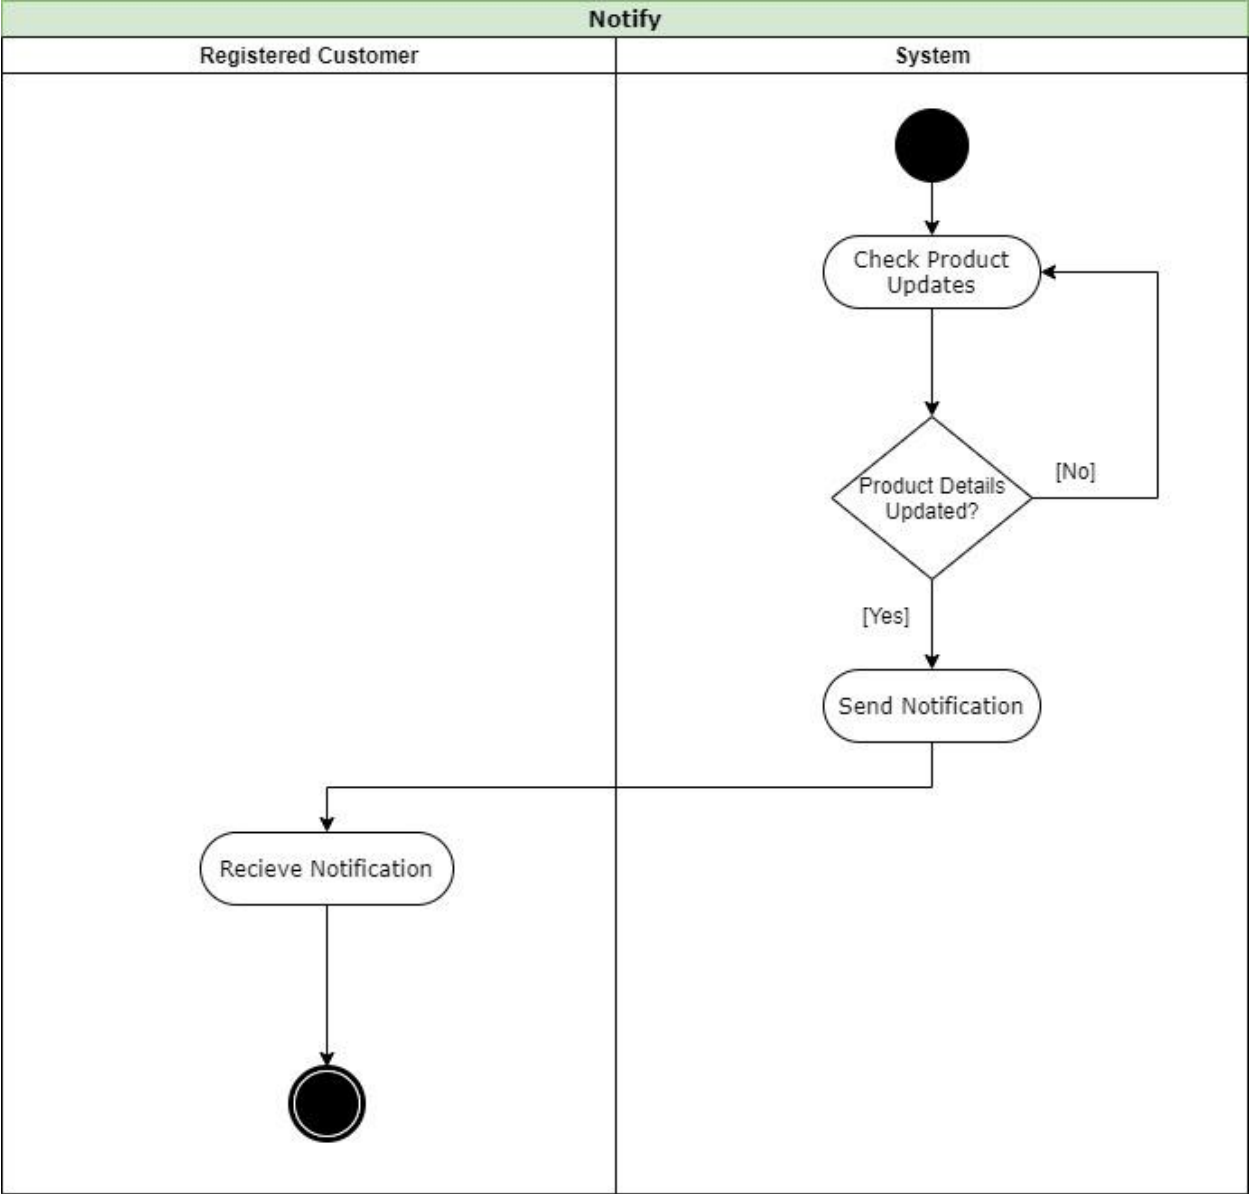 Notify
Registered Customer
System
Check Product
Updates
Product Details
Updated?
[No]
[Yes]
Send Notification
Recieve Notification